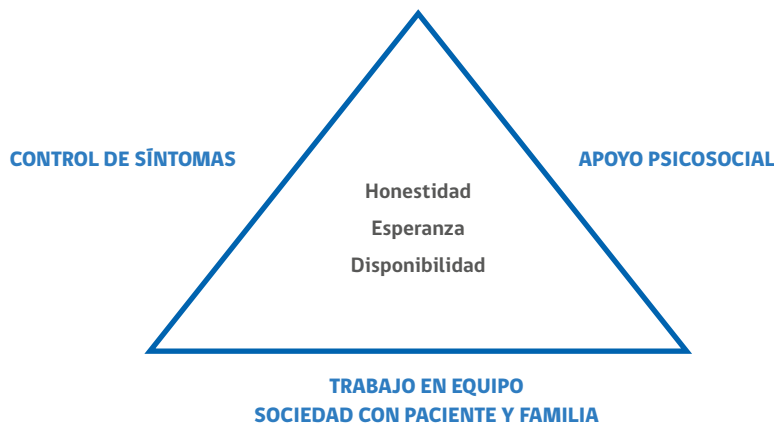 CONTROL DE SÍNTOMAS
APOYO PSICOSOCIAL
Honestidad
Esperanza
Disponibilidad
TRABAJO EN EQUIPO
SOCIEDAD CON PACIENTE Y FAMILIA